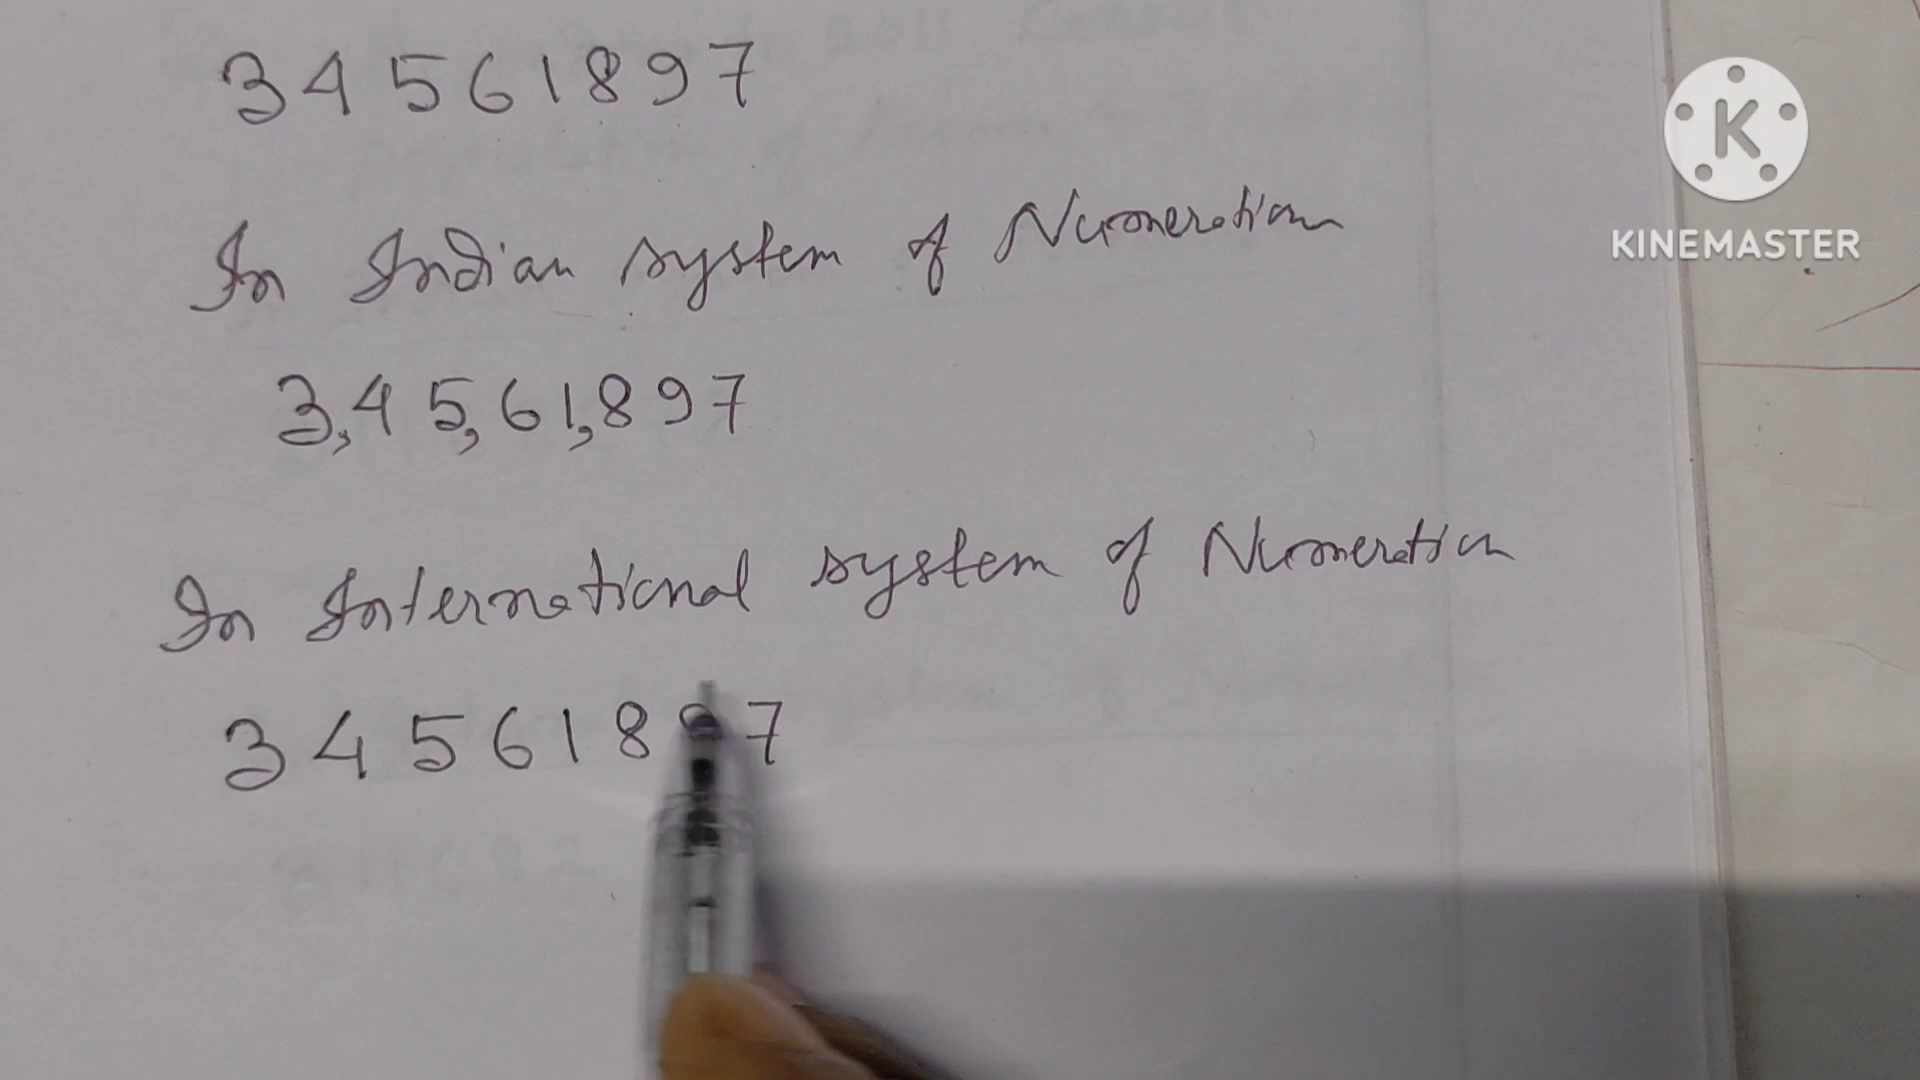 34561897
K
KINEMASTER
In Indian system of Numeration
3,45,61,897
In International system of Numeration
34561897